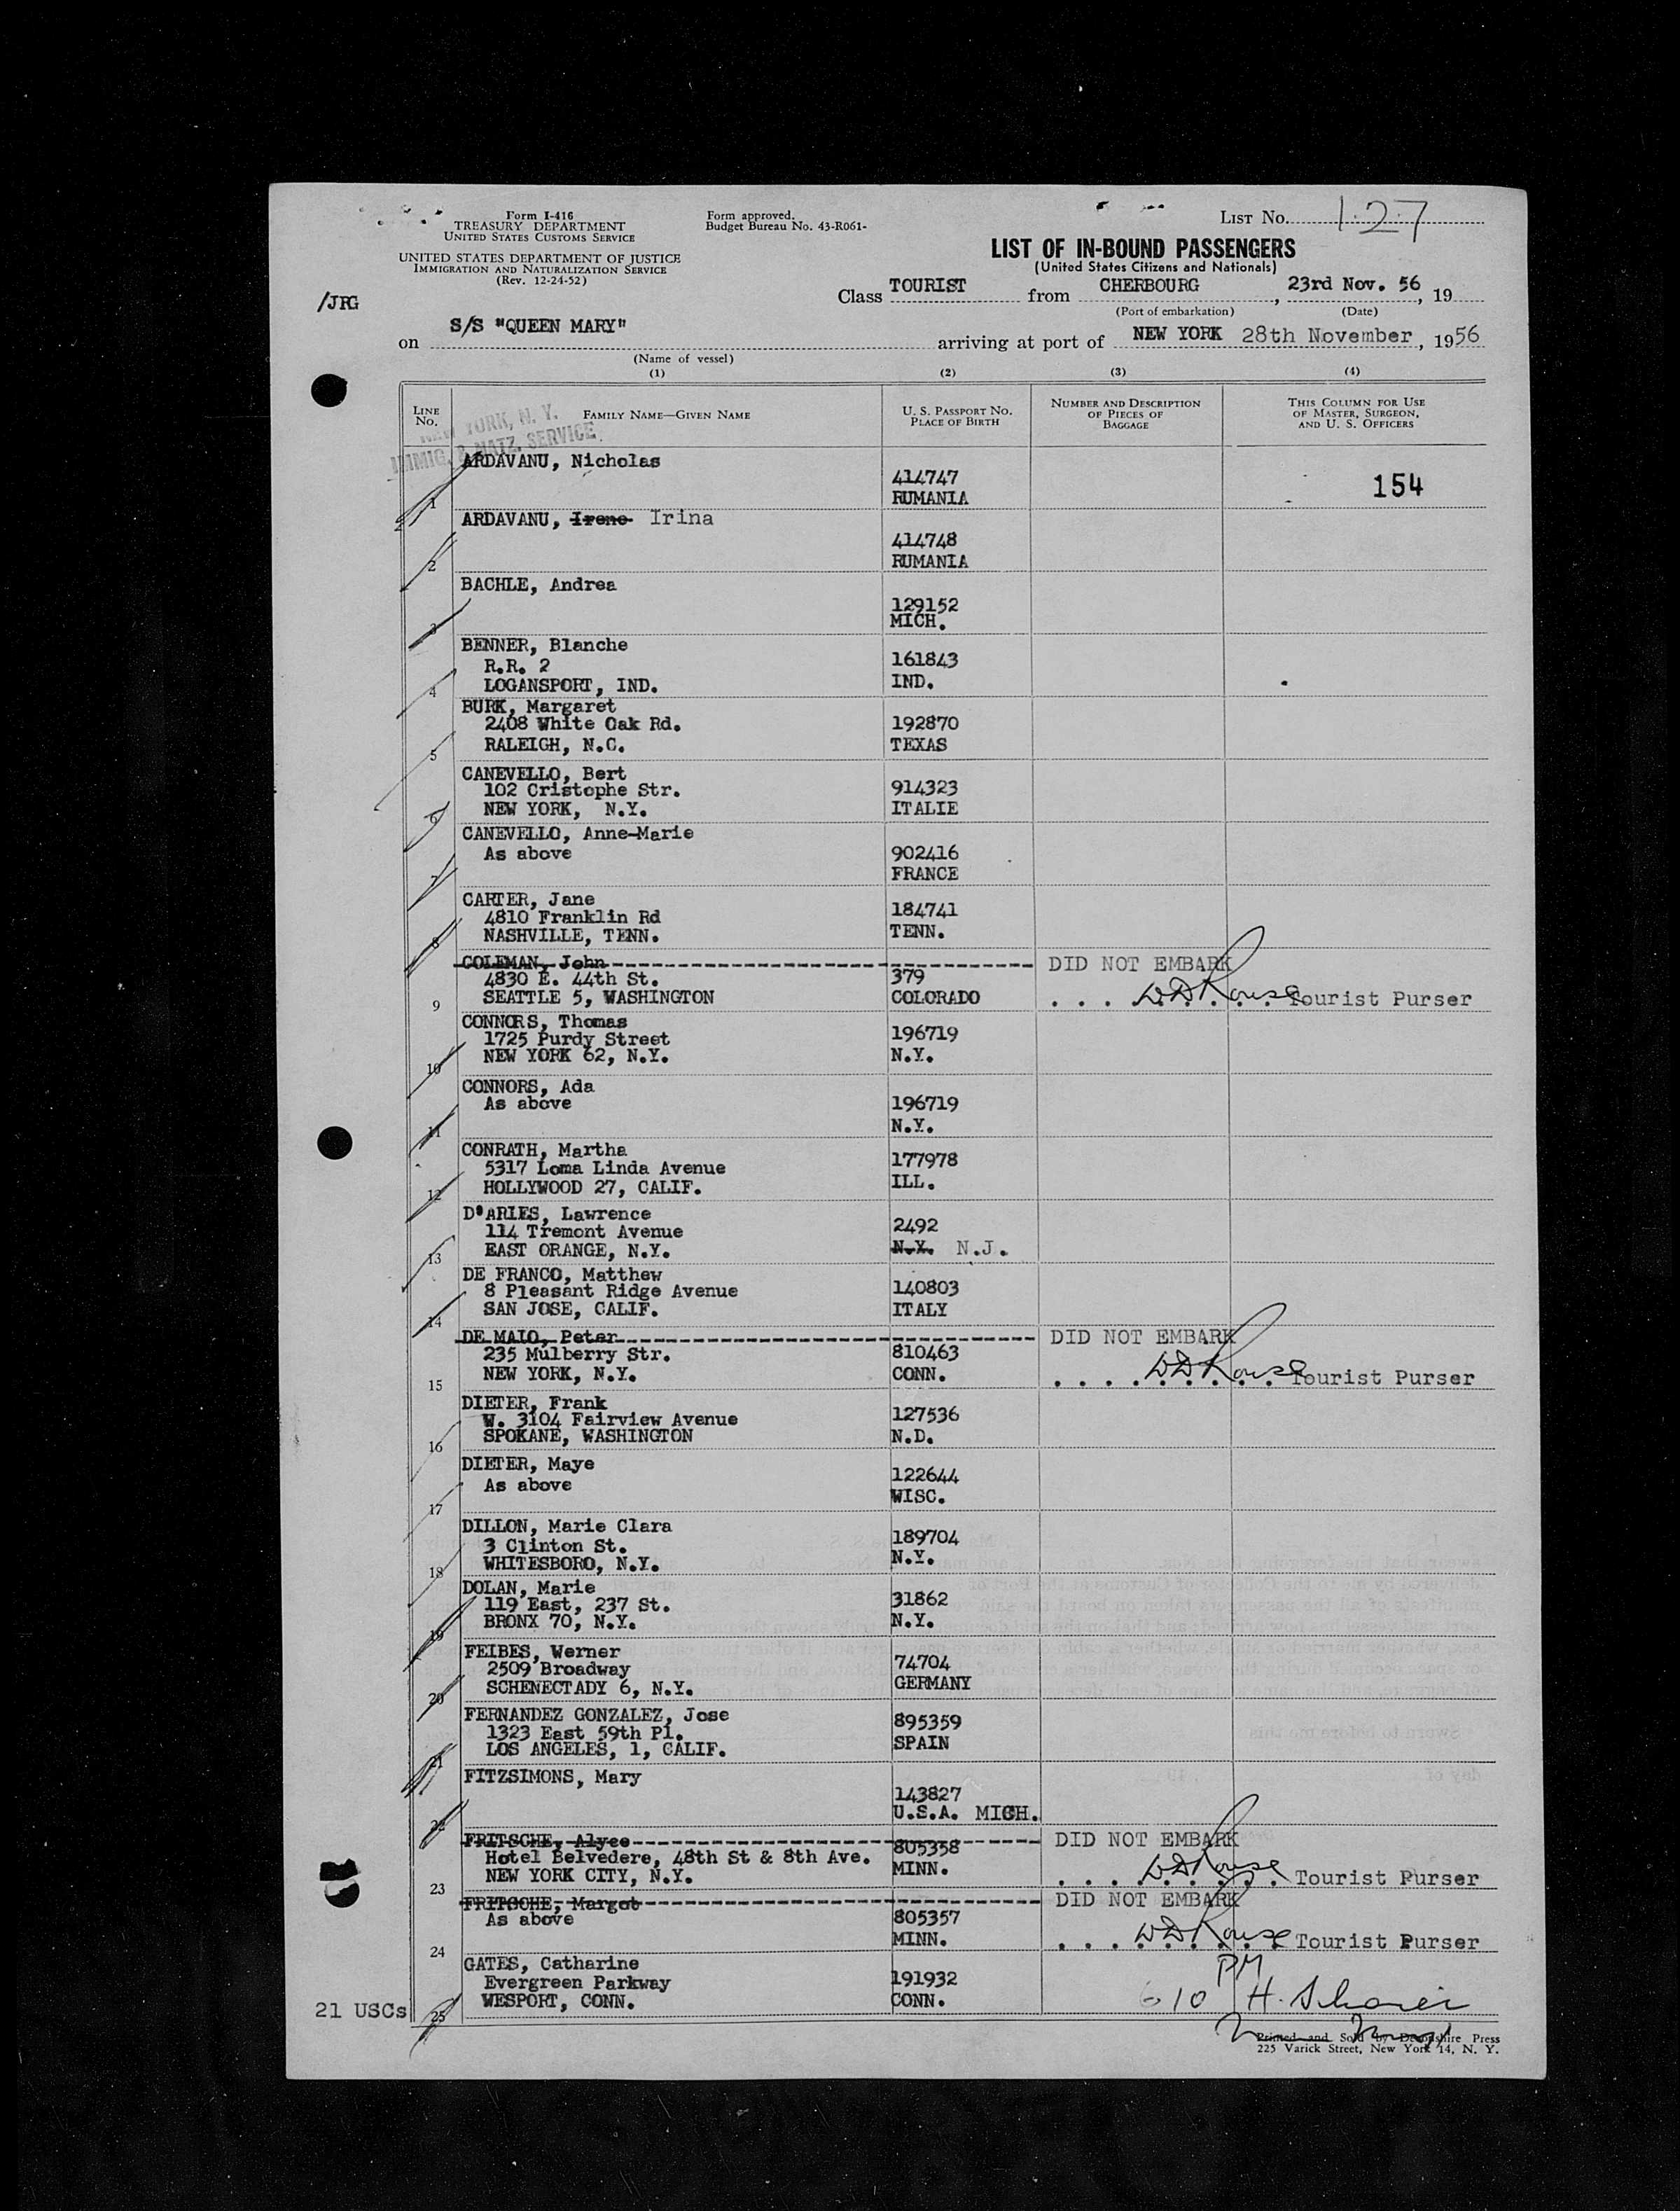 Form I-416
TREASURY DEPARTMENT
UNITED STATES CUSTOMS SERVICE
UNITED STATES DEPARTMENT OF JUSTICE
IMMIGRATION AND NATURALIZATION SERVICE
(Rev. 12-24-52)
Form approved.
Budget Bureau No. 43-R061-
LIST No. 127
LIST OF IN-BOUND PASSENGERS
(United States Citizens and Nationals)
/JRG
Class TOURIST from CHERBOURG, 23rd Nov. 56, 19
(Port of embarkation) (Date)
on S/S "QUEEN MARY" arriving at port of NEW YORK 28th November, 1956
(Name of vessel)
(1) (2) (3) (4)
LINE No.
FAMILY NAME—GIVEN NAME
U. S. PASSPORT NO.
PLACE OF BIRTH
NUMBER AND DESCRIPTION
OF PIECES OF
BAGGAGE
THIS COLUMN FOR USE
OF MASTER, SURGEON,
AND U. S. OFFICERS
NEW YORK, N. Y.
IMMIG. & NATZ. SERVICE
ARDAVANU, Nicholas
414747
154
1 RUMANIA
ARDAVANU, Irene Irina
414748
2 RUMANIA
BACHLE, Andrea
129152
3 MICH.
BENNER, Blanche
R.R. 2 161843
4 LOGANSPORT, IND. IND.
BURK, Margaret
2408 White Oak Rd. 192870
5 RALEIGH, N.C. TEXAS
CANEVELLO, Bert
102 Cristophe Str. 914323
6 NEW YORK, N.Y. ITALIE
CANEVELLO, Anne-Marie
As above 902416
7 FRANCE
CARTER, Jane
4810 Franklin Rd 184741
8 NASHVILLE, TENN. TENN.
COLEMAN, John DID NOT EMBARK
4830 E. 44th St. 379
9 SEATTLE 5, WASHINGTON COLORADO WDRouse Tourist Purser
CONNORS, Thomas
1725 Purdy Street 196719
10 NEW YORK 62, N.Y. N.Y.
CONNORS, Ada
As above 196719
11 N.Y.
CONRATH, Martha
5317 Loma Linda Avenue 177978
12 HOLLYWOOD 27, CALIF. ILL.
D'ARLES, Lawrence
114 Tremont Avenue 2492
13 EAST ORANGE, N.Y. N.Y. N.J.
DE FRANCO, Matthew
8 Pleasant Ridge Avenue 140803
14 SAN JOSE, CALIF. ITALY
DE MAIO, Peter DID NOT EMBARK
235 Mulberry Str. 810463
15 NEW YORK, N.Y. CONN. WDRouse Tourist Purser
DIETER, Frank
W. 3104 Fairview Avenue 127536
16 SPOKANE, WASHINGTON N.D.
DIETER, Maye
As above 122644
17 WISC.
DILLON, Marie Clara
3 Clinton St. 189704
18 WHITESBORO, N.Y. N.Y.
DOLAN, Marie
119 East, 237 St. 31862
19 BRONX 70, N.Y. N.Y.
FEIBES, Werner
2509 Broadway 74704
20 SCHENECTADY 6, N.Y. GERMANY
FERNANDEZ GONZALEZ, Jose
1323 East 59th Pl. 895359
21 LOS ANGELES, 1, CALIF. SPAIN
FITZSIMONS, Mary
143827
22 U.S.A. MICH.
FRITSCHE, Alyce DID NOT EMBARK
Hotel Belvedere, 48th St & 8th Ave. 805358
23 NEW YORK CITY, N.Y. MINN. WDRouse Tourist Purser
FRITSCHE, Margot DID NOT EMBARK
As above 805357
24 MINN. WDRouse Tourist Purser
GATES, Catharine PM
Evergreen Parkway 191932
25 WESPORT, CONN. CONN. 610 H.
21 USCs
Printed and Sold by Devonshire Press
225 Varick Street, New York 14, N. Y.